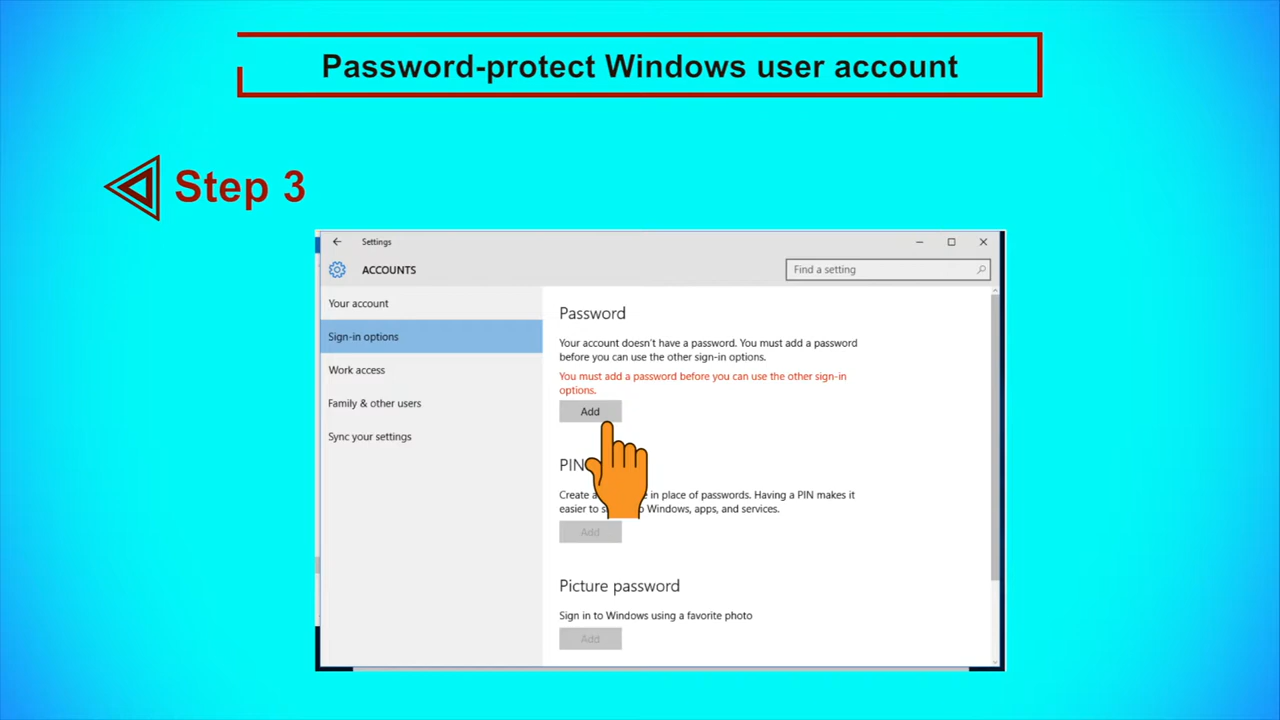 Password-protect Windows user account
Step 3
Settings
ACCOUNTS
Find a setting
Your account
Sign-in options
Work access
Family & other users
Sync your settings
Password
Your account doesn't have a password. You must add a password
before you can use the other sign-in options.
You must add a password before you can use the other sign-in
options.
Add
PIN
Create a in place of passwords. Having a PIN makes it
easier to Windows, apps, and services.
Add
Picture password
Sign in to Windows using a favorite photo
Add